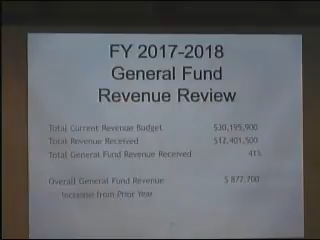 FY 2017-2018
General Fund
Revenue Review
Total Current Revenue Budget $30,195,900
Total Revenue Received $12,401,500
Total General Fund Revenue Received 41%
Overall General Fund Revenue $ 877,700
Increase from Prior Year